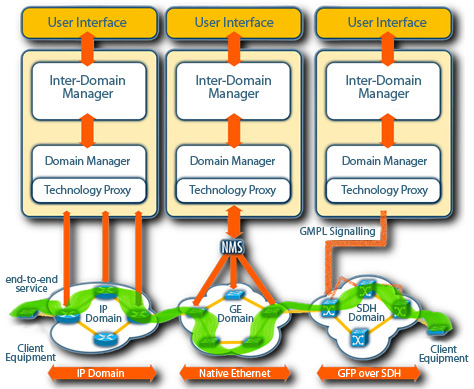 User Interface
User Interface
User Interface
Inter-Domain
Manager
Inter-Domain
Manager
Inter-Domain
Manager
Domain Manager
Technology Proxy
Domain Manager
Technology Proxy
Domain Manager
Technology Proxy
GMPL Signalling
NMS
end-to-end
service
IP
Domain
GE
Domain
SDH
Domain
Client
Equipment
Client
Equipment
IP Domain
Native Ethernet
GFP over SDH